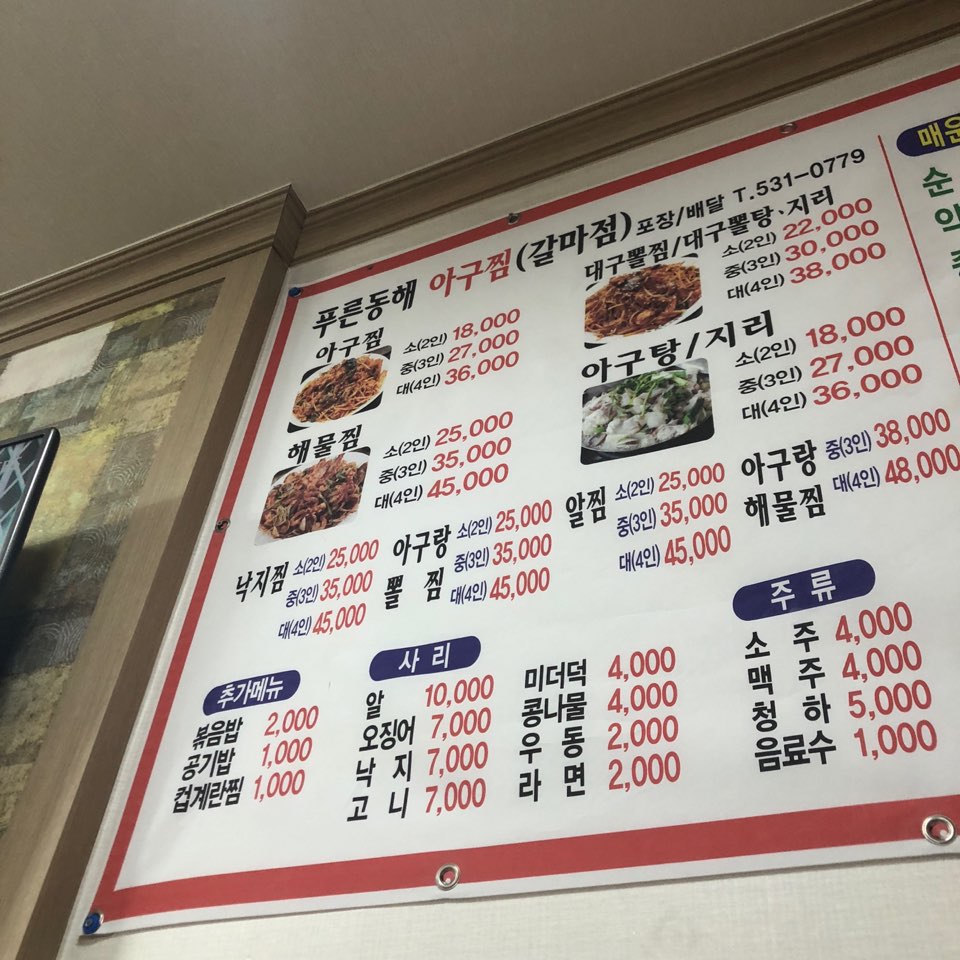 푸른동해 아구찜(갈마점)포장/배달 T.531-0779
아구찜
소(2인) 18,000
중(3인) 27,000
대(4인) 36,000
대구뽈찜/대구뽈탕、지리
소(2인) 22,000
중(3인) 30,000
대(4인) 38,000
해물찜
소(2인) 25,000
중(3인) 35,000
대(4인) 45,000
아구탕/지리
소(2인) 18,000
중(3인) 27,000
대(4인) 36,000
낙지찜 소(2인) 25,000
중(3인) 35,000
대(4인) 45,000
아구랑 소(2인) 25,000
뽈 찜 중(3인) 35,000
대(4인) 45,000
알찜 소(2인) 25,000
중(3인) 35,000
대(4인) 45,000
아구랑 중(3인) 38,000
해물찜 대(4인) 48,000
추가메뉴
볶음밥 2,000
공기밥 1,000
컵계란찜 1,000
사 리
알 10,000
오징어 7,000
낙 지 7,000
고 니 7,000
미더덕 4,000
콩나물 4,000
우 동 2,000
라 면 2,000
주 류
소 주 4,000
맥 주 4,000
청 하 5,000
음료수 1,000
매운
순